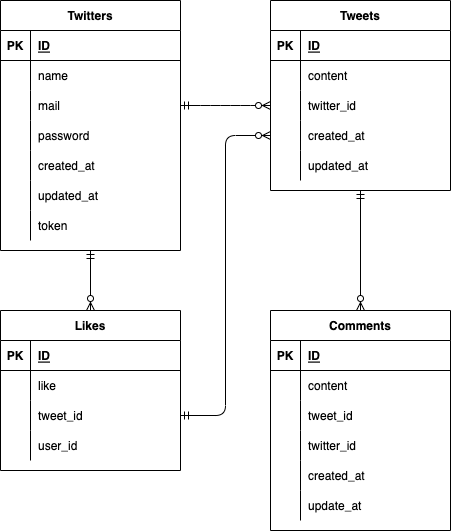 Twitters
PK ID
name
mail
password
created_at
updated_at
token
Tweets
PK ID
content
twitter_id
created_at
updated_at
Likes
PK ID
like
tweet_id
user_id
Comments
PK ID
content
tweet_id
twitter_id
created_at
update_at